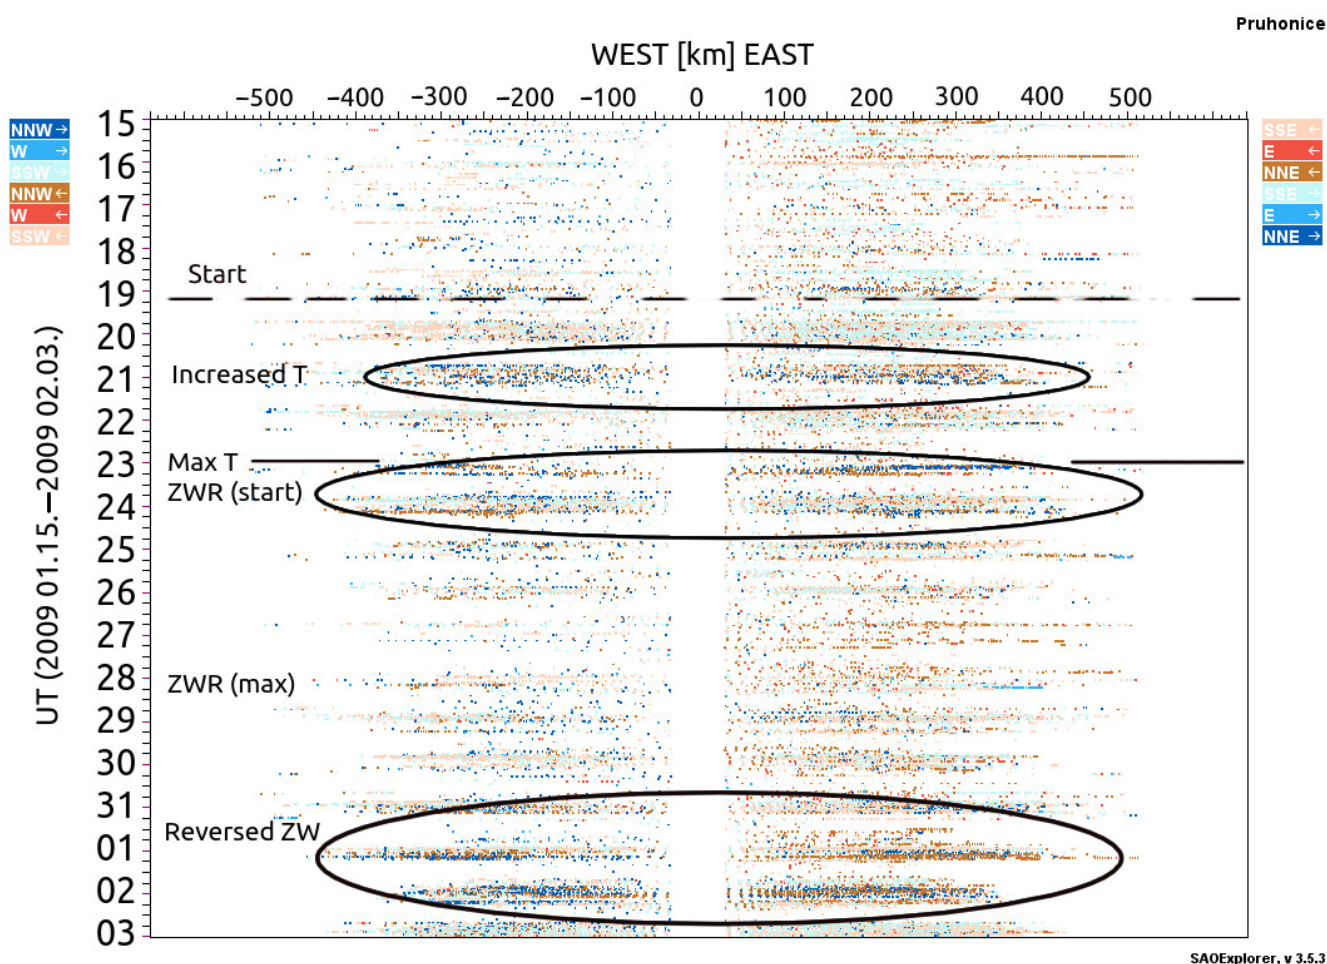 Pruhonice
WEST [km] EAST
−500 −400 −300 −200 −100 0 100 200 300 400 500
NNW →
W →
SSW →
NNW ←
W ←
SSW ←
SSE ←
E ←
NNE ←
SSE →
E →
NNE →
UT (2009 01.15.−2009 02.03.)
15
16
17
18
Start
19
20
Increased T
21
22
Max T
23
ZWR (start)
24
25
26
27
ZWR (max)
28
29
30
31
Reversed ZW
01
02
03
SAOExplorer, v 3.5.3